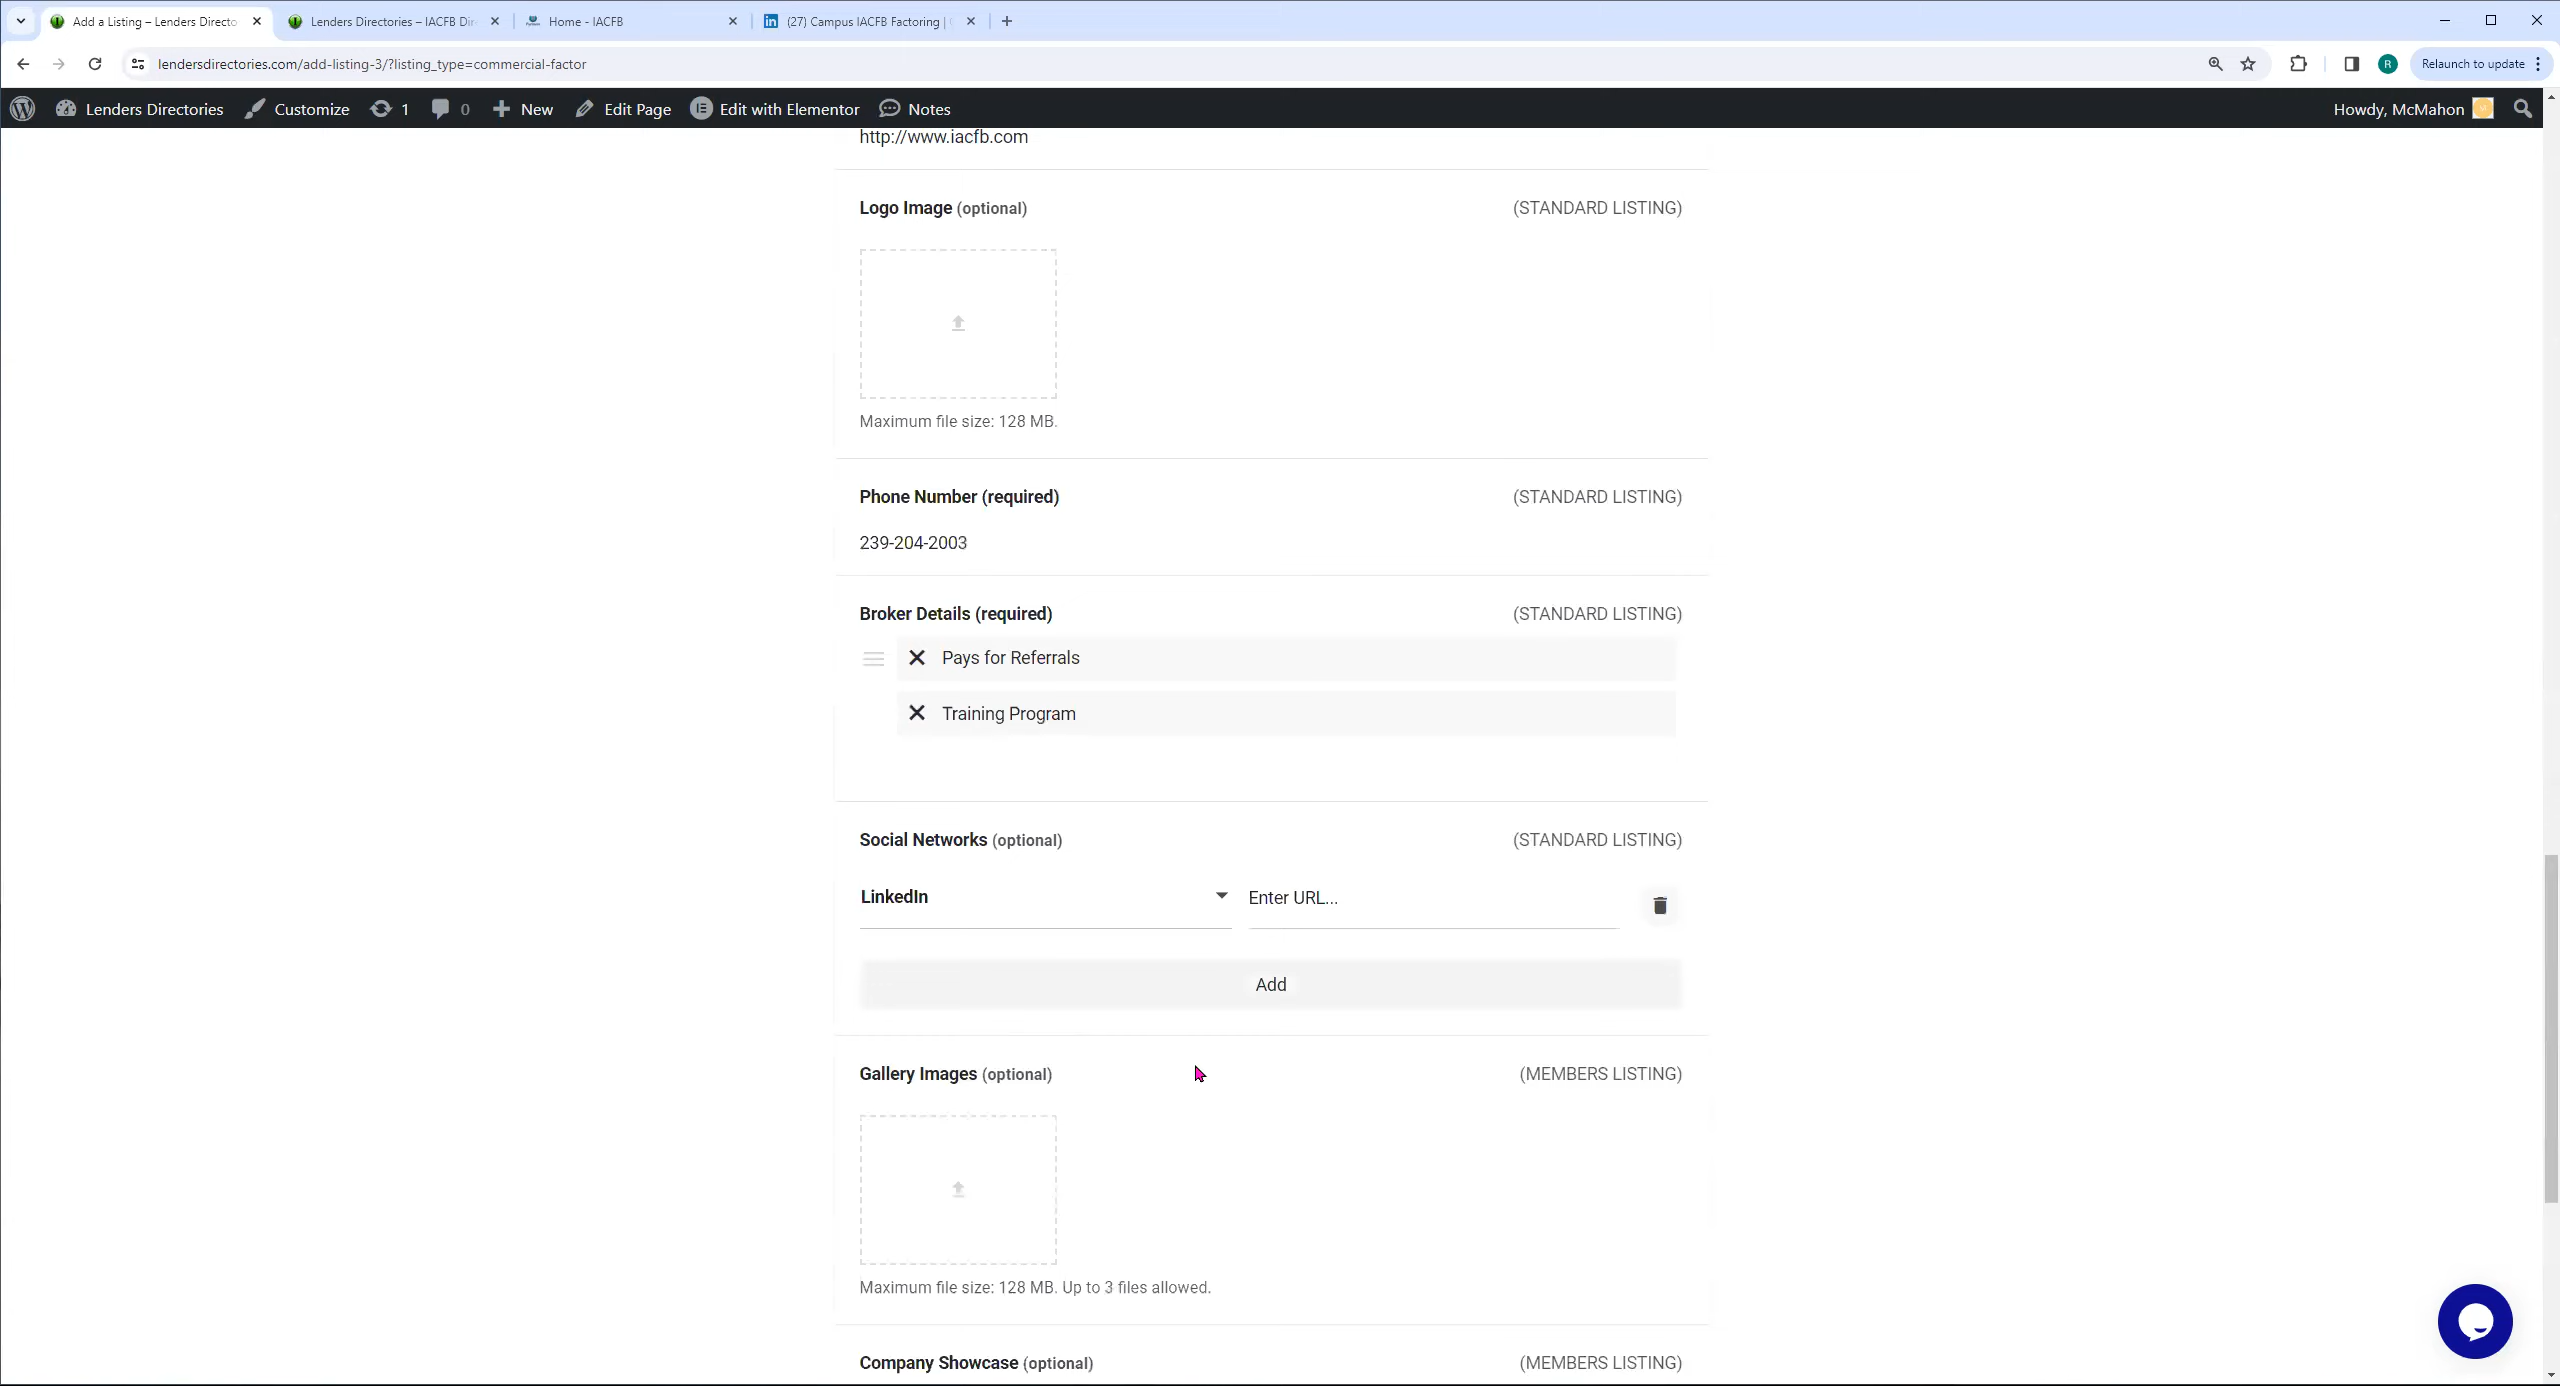 Add a Listing – Lenders Directo
Lenders Directories – IACFB Dir
Home - IACFB
(27) Campus IACFB Factoring |
lendersdirectories.com/add-listing-3/?listing_type=commercial-factor
R
Relaunch to update
Lenders Directories
Customize
1
0
New
Edit Page
Edit with Elementor
Notes
Howdy, McMahon
http://www.iacfb.com
Logo Image (optional)
(STANDARD LISTING)
Maximum file size: 128 MB.
Phone Number (required)
(STANDARD LISTING)
239-204-2003
Broker Details (required)
(STANDARD LISTING)
Pays for Referrals
Training Program
Social Networks (optional)
(STANDARD LISTING)
LinkedIn
Enter URL...
Add
Gallery Images (optional)
(MEMBERS LISTING)
Maximum file size: 128 MB. Up to 3 files allowed.
Company Showcase (optional)
(MEMBERS LISTING)